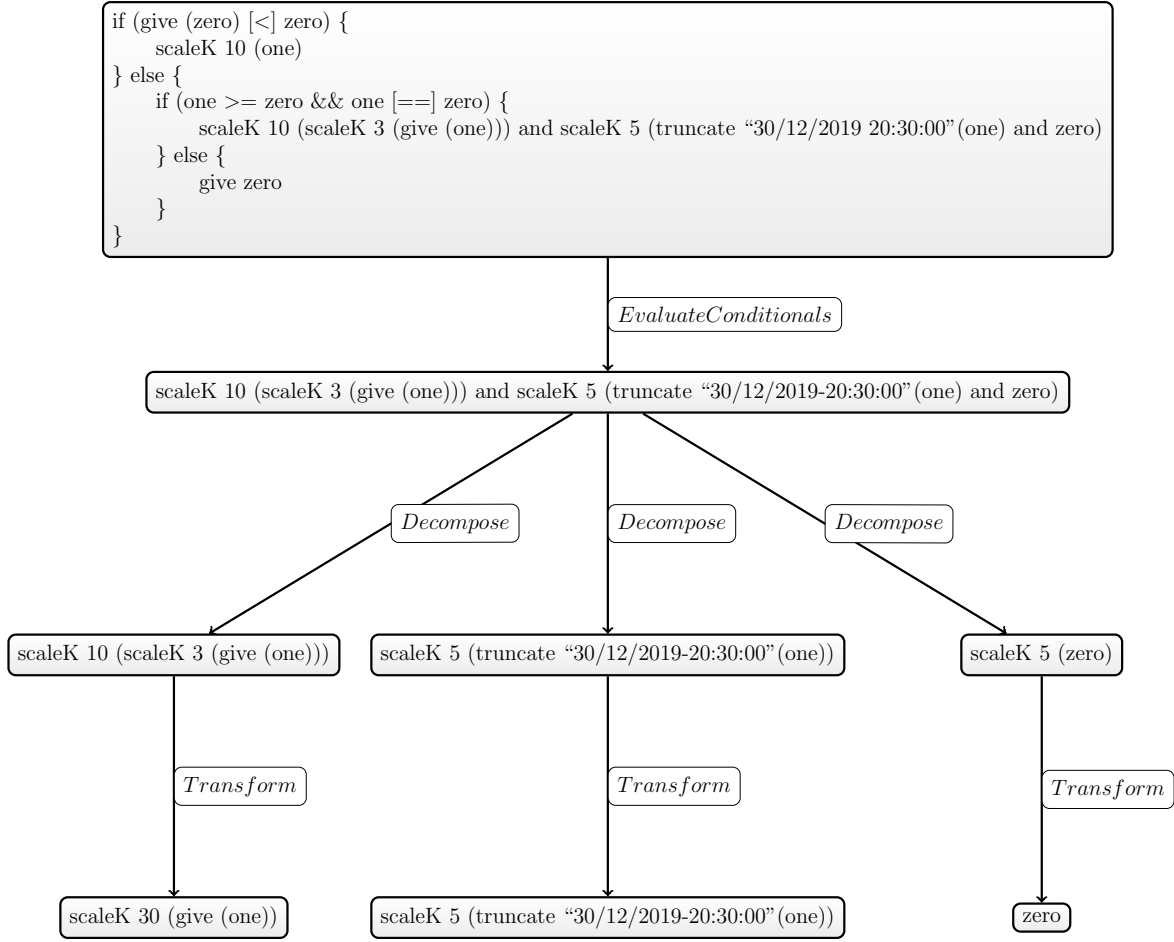 if (give (zero) [<] zero) {
scaleK 10 (one)
} else {
if (one >= zero && one [==] zero) {
scaleK 10 (scaleK 3 (give (one))) and scaleK 5 (truncate “30/12/2019 20:30:00”(one) and zero)
} else {
give zero
}
}
EvaluateConditionals
scaleK 10 (scaleK 3 (give (one))) and scaleK 5 (truncate “30/12/2019-20:30:00”(one) and zero)
Decompose
Decompose
Decompose
scaleK 10 (scaleK 3 (give (one)))
scaleK 5 (truncate “30/12/2019-20:30:00”(one))
scaleK 5 (zero)
Transform
Transform
Transform
scaleK 30 (give (one))
scaleK 5 (truncate “30/12/2019-20:30:00”(one))
zero